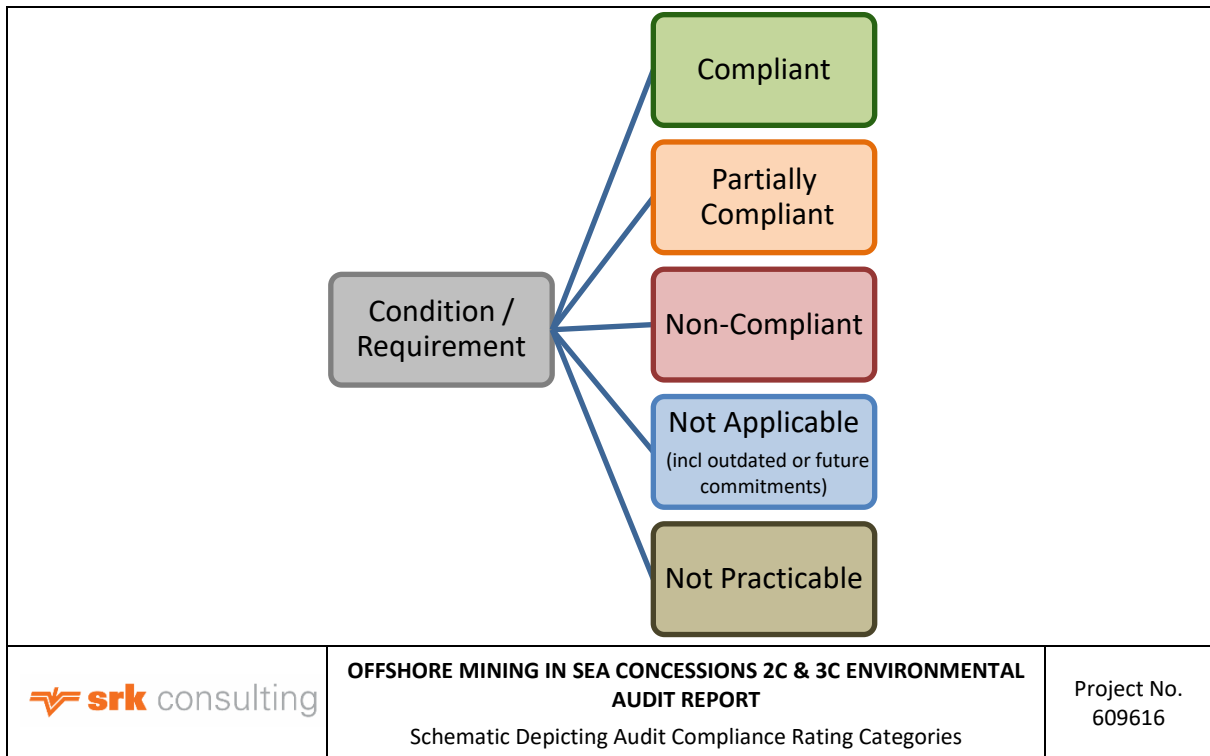 Compliant
Partially
Compliant
Condition /
Requirement
Non-Compliant
Not Applicable
(incl outdated or future
commitments)
Not Practicable
srk consulting
OFFSHORE MINING IN SEA CONCESSIONS 2C & 3C ENVIRONMENTAL
AUDIT REPORT
Schematic Depicting Audit Compliance Rating Categories
Project No.
609616